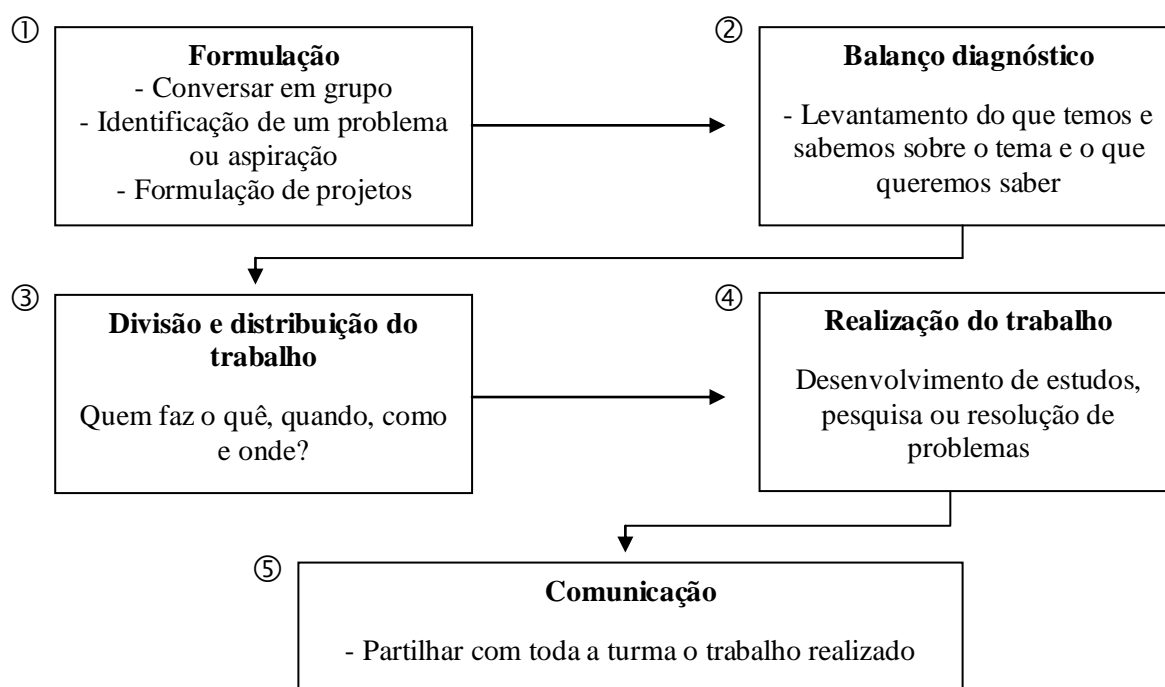 ①
Formulação
- Conversar em grupo
- Identificação de um problema
ou aspiração
- Formulação de projetos
②
Balanço diagnóstico
- Levantamento do que temos e
sabemos sobre o tema e o que
queremos saber
③
Divisão e distribuição do
trabalho
Quem faz o quê, quando, como
e onde?
④
Realização do trabalho
Desenvolvimento de estudos,
pesquisa ou resolução de
problemas
⑤
Comunicação
- Partilhar com toda a turma o trabalho realizado